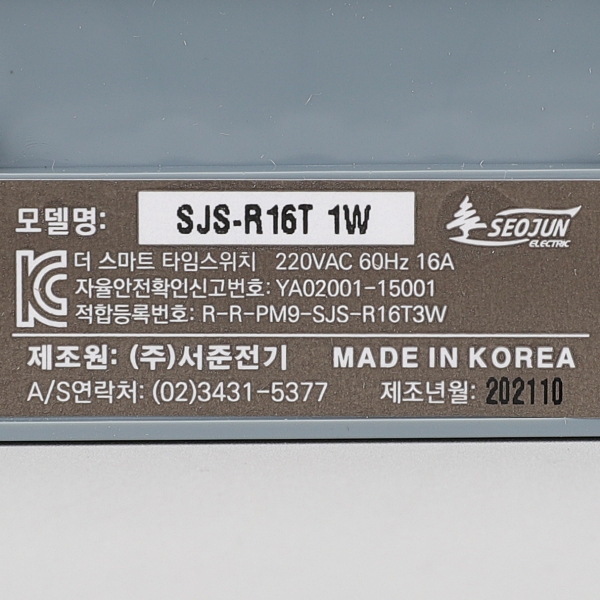 모델명: SJS-R16T 1W SEOJUN ELECTRIC
더 스마트 타임스위치 220VAC 60Hz 16A
자율안전확인신고번호: YA02001-15001
적합등록번호: R-R-PM9-SJS-R16T3W
제조원: (주)서준전기 MADE IN KOREA
A/S연락처: (02)3431-5377 제조년월: 202110